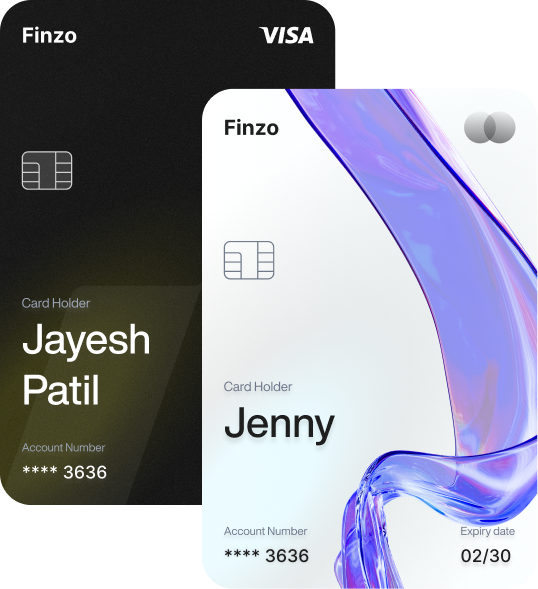 Finzo
VISA
Card Holder
Jayesh
Patil
Account Number
**** 3636
Finzo
Card Holder
Jenny
Account Number
**** 3636
Expiry date
02/30